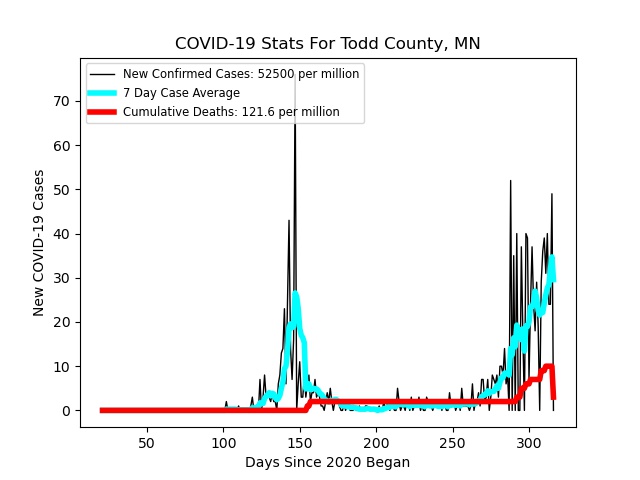 COVID-19 Stats For Todd County, MN
New Confirmed Cases: 52500 per million
7 Day Case Average
Cumulative Deaths: 121.6 per million
New COVID-19 Cases
70
60
50
40
30
20
10
0
50
100
150
200
250
300
Days Since 2020 Began